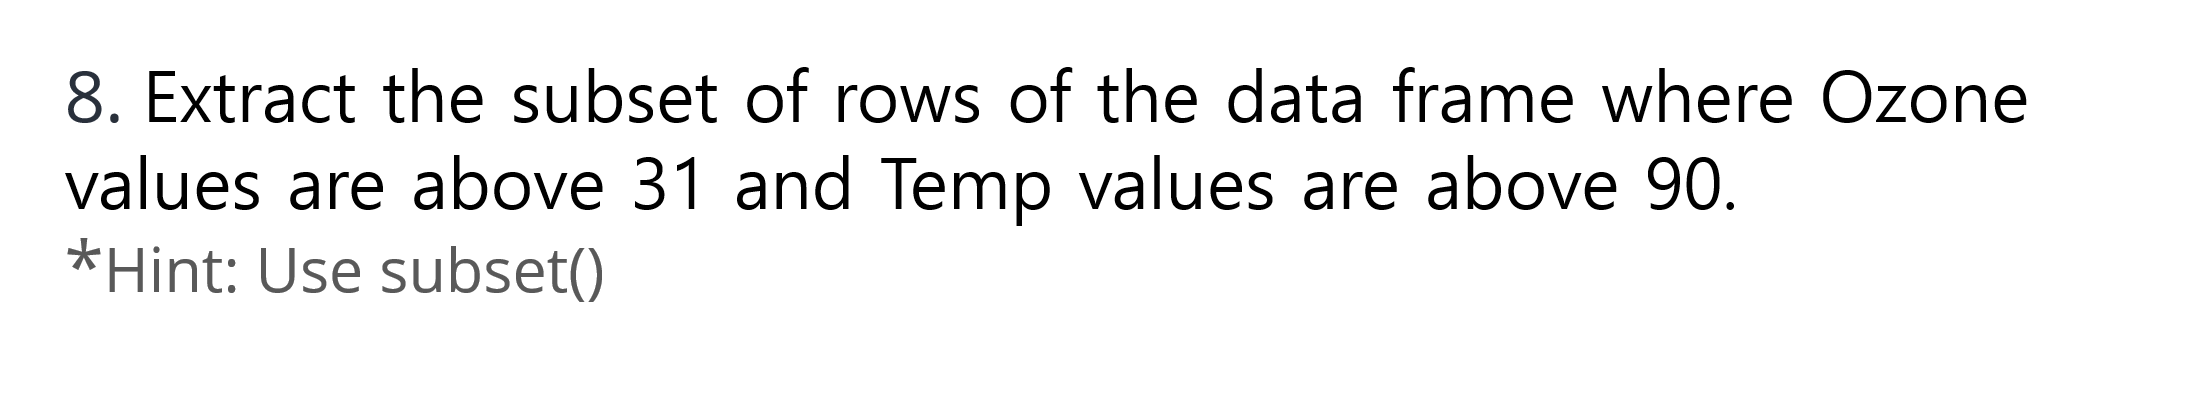 8. Extract the subset of rows of the data frame where Ozone
values are above 31 and Temp values are above 90.
*Hint: Use subset()